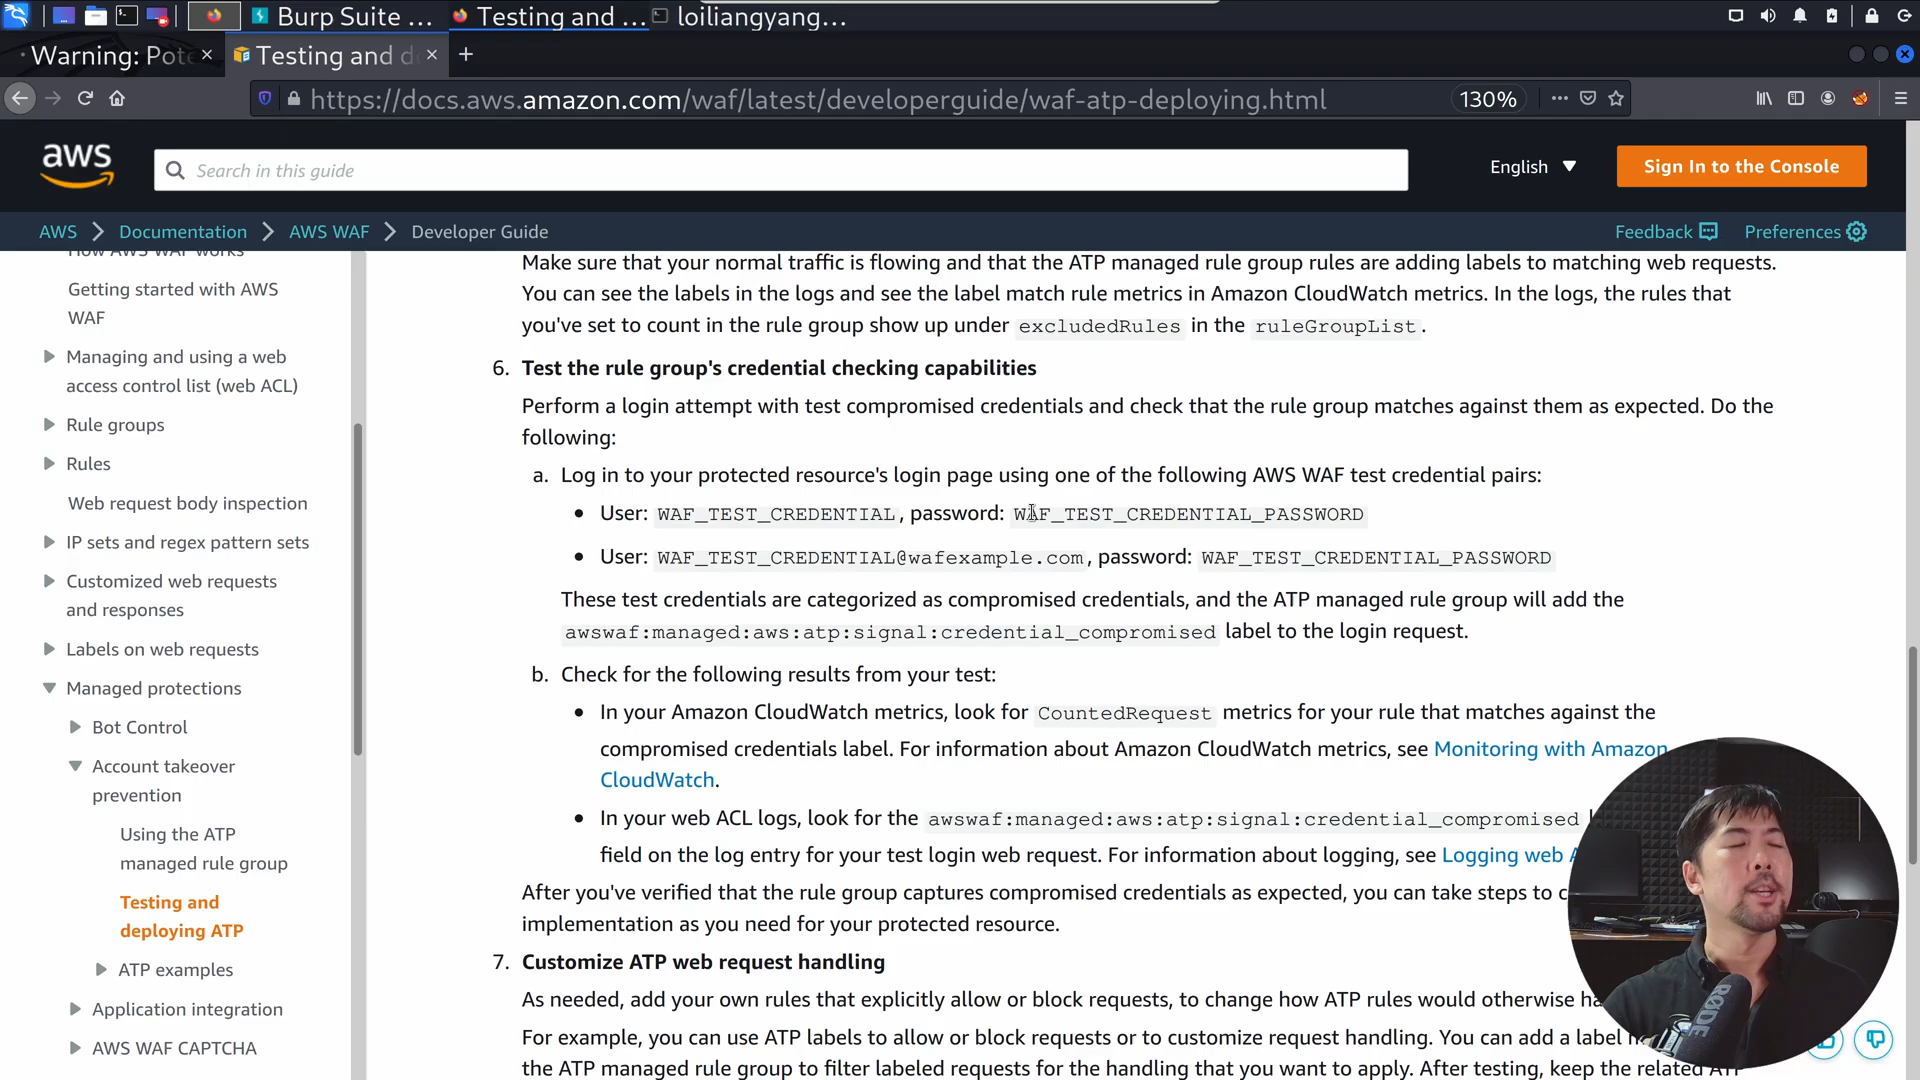 Burp Suite ...
Testing and ...
loiliangyang...
Warning: Pote
Testing and d
https://docs.aws.amazon.com/waf/latest/developerguide/waf-atp-deploying.html
130%
aws
Search in this guide
English
Sign In to the Console
AWS
Documentation
AWS WAF
Developer Guide
Feedback
Preferences
How AWS WAF works
Getting started with AWS
WAF
Managing and using a web
access control list (web ACL)
Rule groups
Rules
Web request body inspection
IP sets and regex pattern sets
Customized web requests
and responses
Labels on web requests
Managed protections
Bot Control
Account takeover
prevention
Using the ATP
managed rule group
Testing and
deploying ATP
ATP examples
Application integration
AWS WAF CAPTCHA
Make sure that your normal traffic is flowing and that the ATP managed rule group rules are adding labels to matching web requests.
You can see the labels in the logs and see the label match rule metrics in Amazon CloudWatch metrics. In the logs, the rules that
you've set to count in the rule group show up under excludedRules in the ruleGroupList.
6. Test the rule group's credential checking capabilities
Perform a login attempt with test compromised credentials and check that the rule group matches against them as expected. Do the
following:
a. Log in to your protected resource's login page using one of the following AWS WAF test credential pairs:
• User: WAF_TEST_CREDENTIAL, password: WAF_TEST_CREDENTIAL_PASSWORD
• User: WAF_TEST_CREDENTIAL@wafexample.com, password: WAF_TEST_CREDENTIAL_PASSWORD
These test credentials are categorized as compromised credentials, and the ATP managed rule group will add the
awswaf:managed:aws:atp:signal:credential_compromised label to the login request.
b. Check for the following results from your test:
• In your Amazon CloudWatch metrics, look for CountedRequest metrics for your rule that matches against the
compromised credentials label. For information about Amazon CloudWatch metrics, see Monitoring with Amazon
CloudWatch.
• In your web ACL logs, look for the awswaf:managed:aws:atp:signal:credential_compromised
field on the log entry for your test login web request. For information about logging, see Logging web
After you've verified that the rule group captures compromised credentials as expected, you can take steps to
implementation as you need for your protected resource.
7. Customize ATP web request handling
As needed, add your own rules that explicitly allow or block requests, to change how ATP rules would otherwise
For example, you can use ATP labels to allow or block requests or to customize request handling. You can add a label
the ATP managed rule group to filter labeled requests for the handling that you want to apply. After testing, keep the related
RØDE